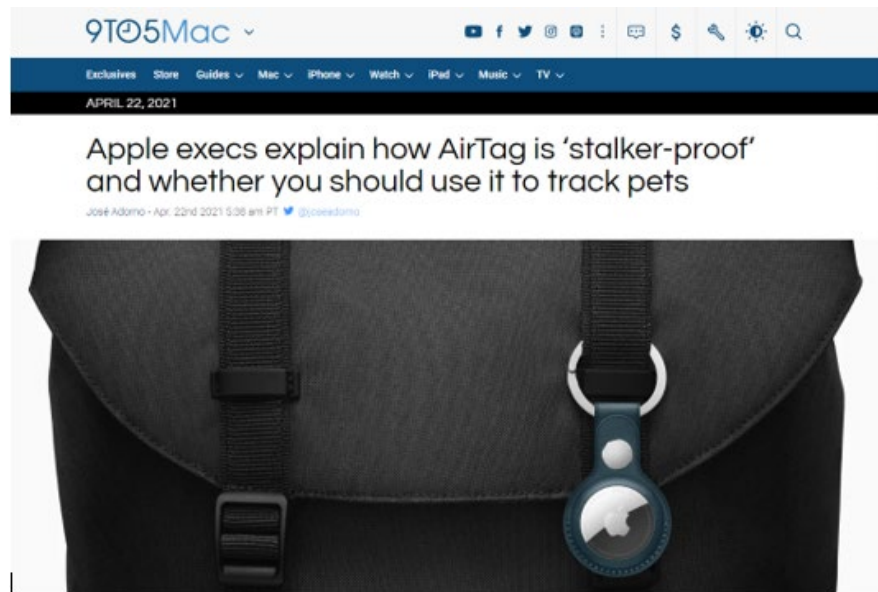 9TO5Mac
Exclusives Store Guides Mac iPhone Watch iPad Music TV
APRIL 22, 2021
Apple execs explain how AirTag is ‘stalker-proof’
and whether you should use it to track pets
José Adorno - Apr. 22nd 2021 5:36 am PT @joseadorno